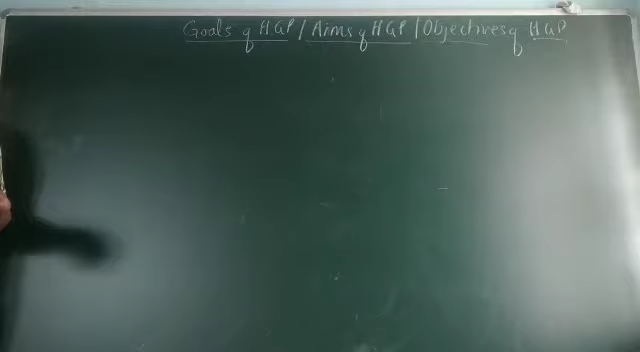 Goals of HGP / Aims of HGP / Objectives of HGP